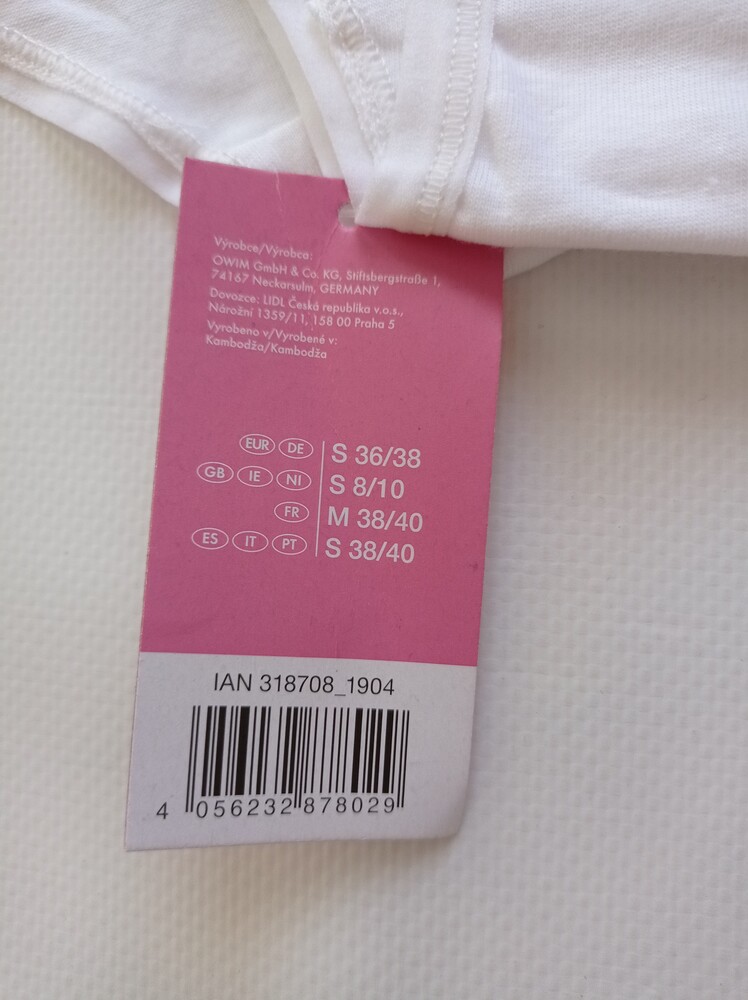 Výrobce/Výrobca:
OWIM GmbH & Co. KG, Stiftsbergstraße 1,
74167 Neckarsulm, GERMANY
Dovozce: LIDL Česká republika v.o.s.,
Nárožní 1359/11, 158 00 Praha 5
Vyrobeno v/Vyrobené v:
Kambodža/Kambodža
EUR DE S 36/38
GB IE NI S 8/10
FR M 38/40
ES IT PT S 38/40
IAN 318708_1904
4 056232 878029